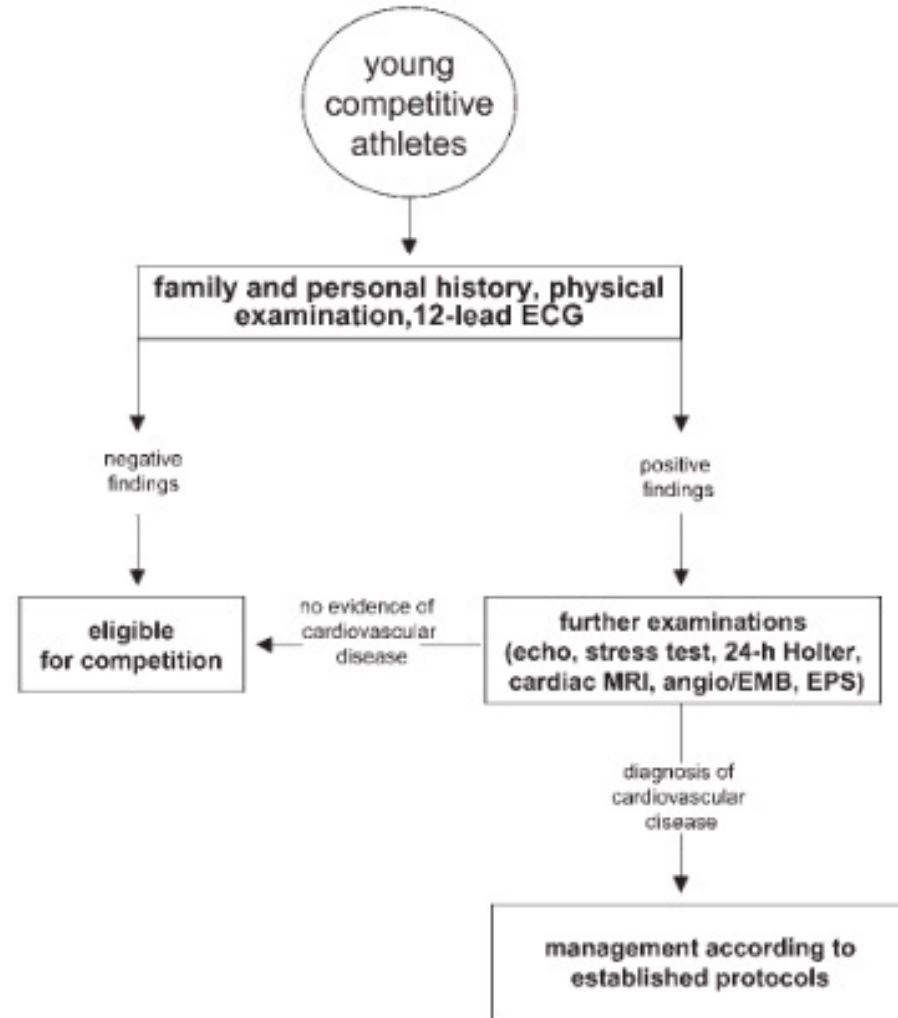 young
competitive
athletes
family and personal history, physical
examination,12-lead ECG
negative
findings
positive
findings
eligible
for competition
no evidence of
cardiovascular
disease
further examinations
(echo, stress test, 24-h Holter,
cardiac MRI, angio/EMB, EPS)
diagnosis of
cardiovascular
disease
management according to
established protocols